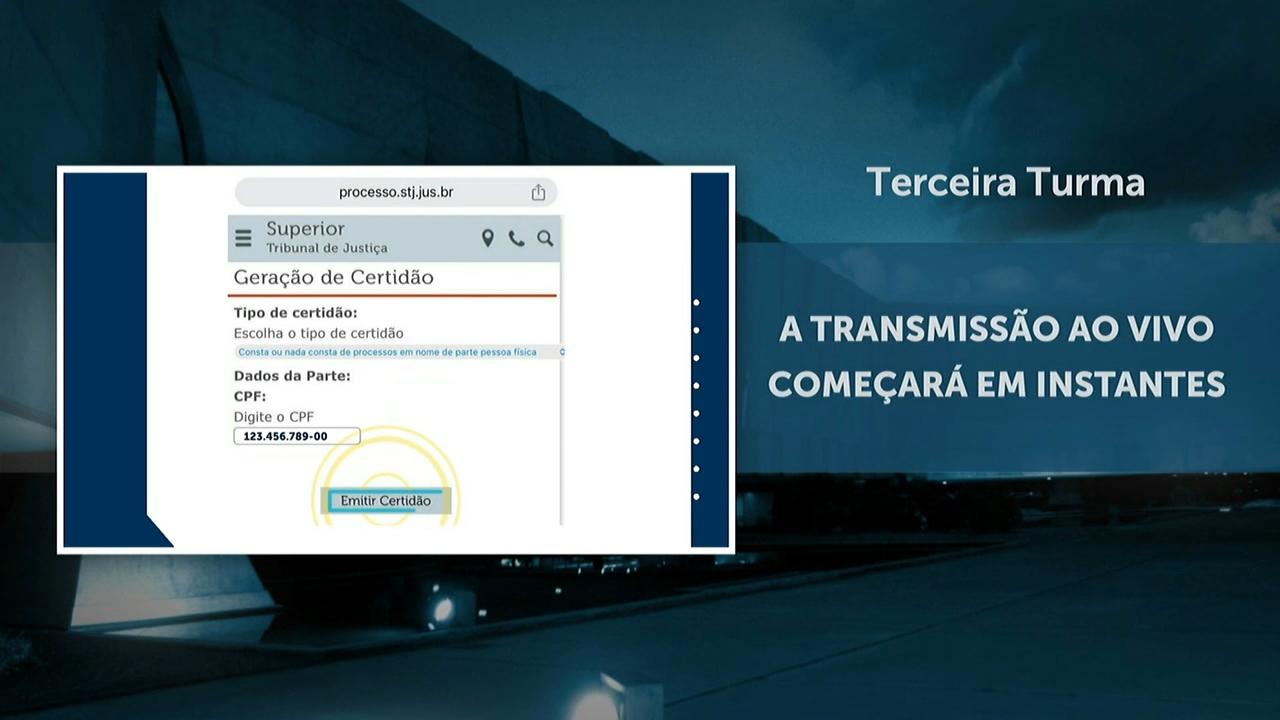 processo.stj.jus.br
Superior
Tribunal de Justiça
Geração de Certidão
Tipo de certidão:
Escolha o tipo de certidão
Consta ou nada consta de processos em nome de parte pessoa física
Dados da Parte:
CPF:
Digite o CPF
123.456.789-00
Emitir Certidão
Terceira Turma
A TRANSMISSÃO AO VIVO
COMEÇARÁ EM INSTANTES